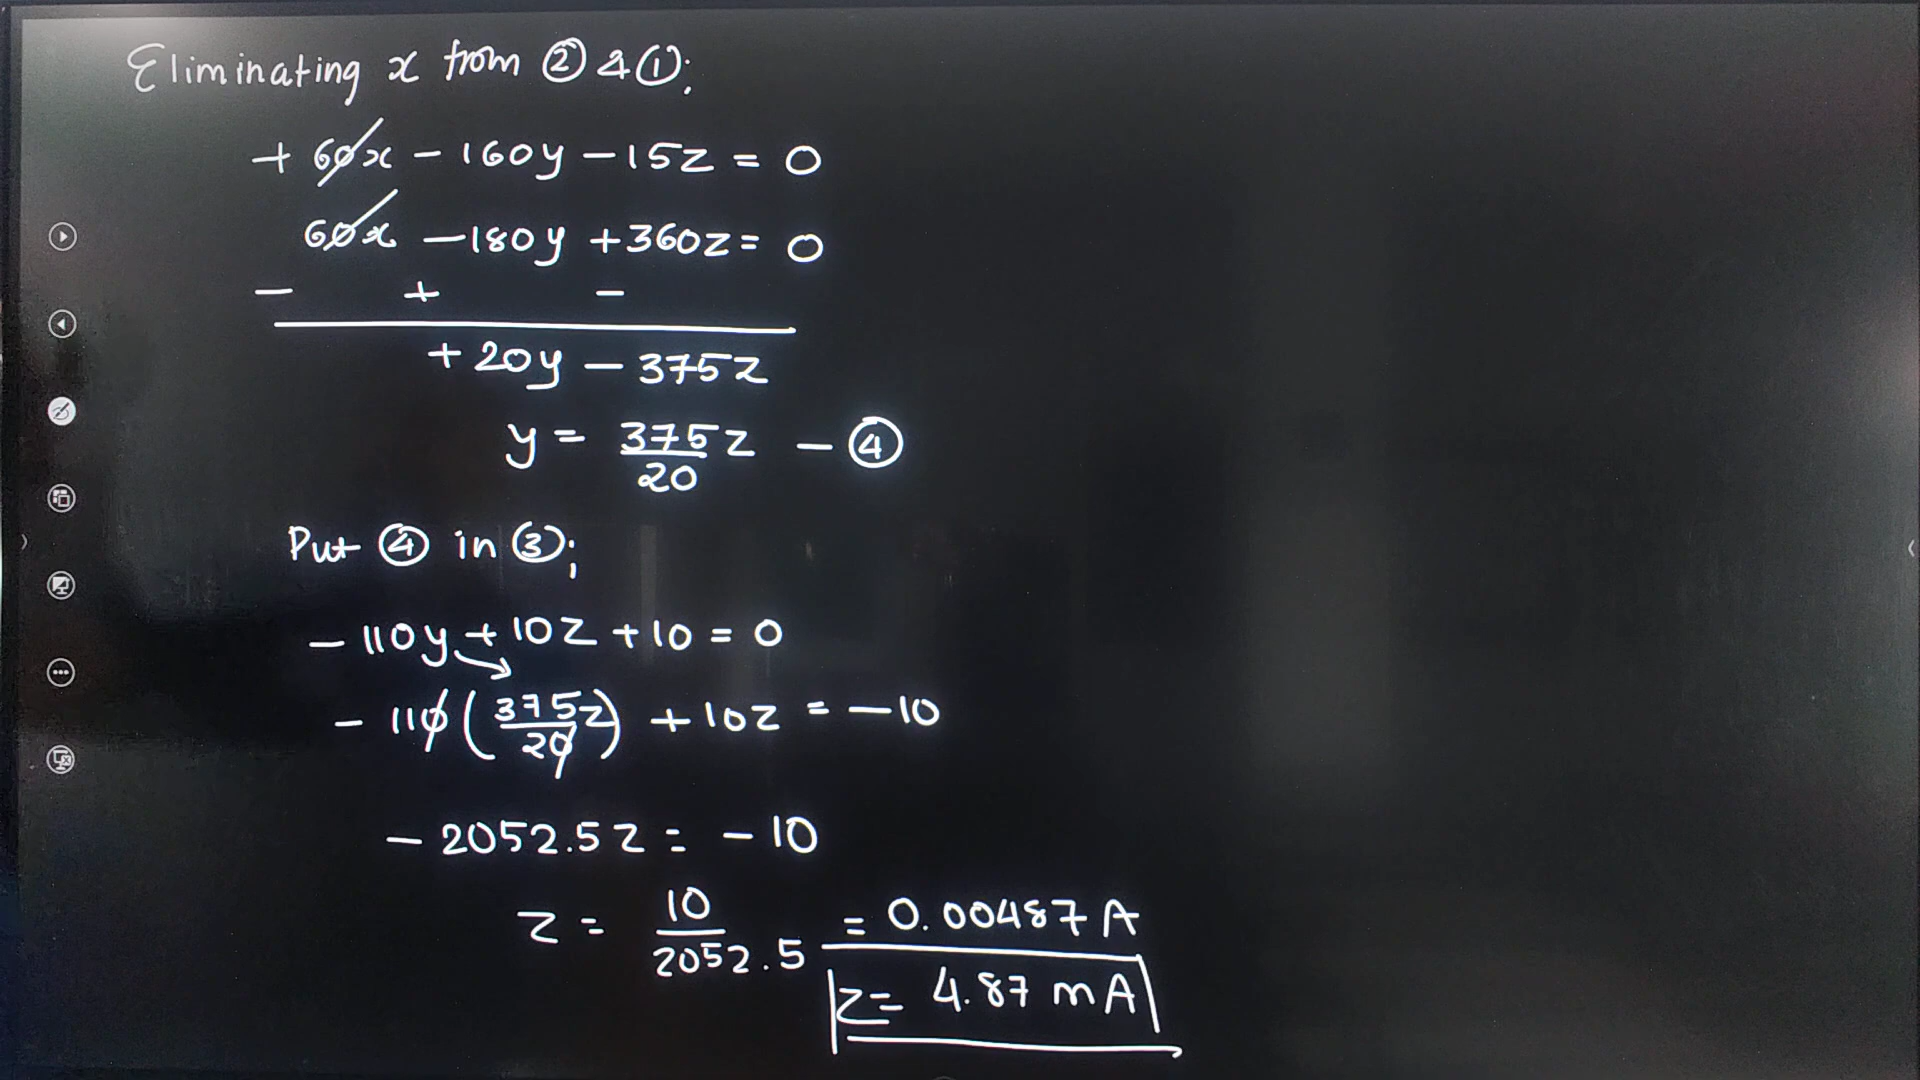 Eliminating x from ② & ①;
+ 60x - 160y - 15z = 0
60x - 180y + 360z = 0
- + -
+ 20y - 375z
y = 375/20 z - ④
Put ④ in ③;
- 110y + 10z + 10 = 0
- 110 (375z/20) + 10z = -10
- 2052.5z = - 10
z = 10/2052.5 = 0.00487 A
z = 4.87 mA